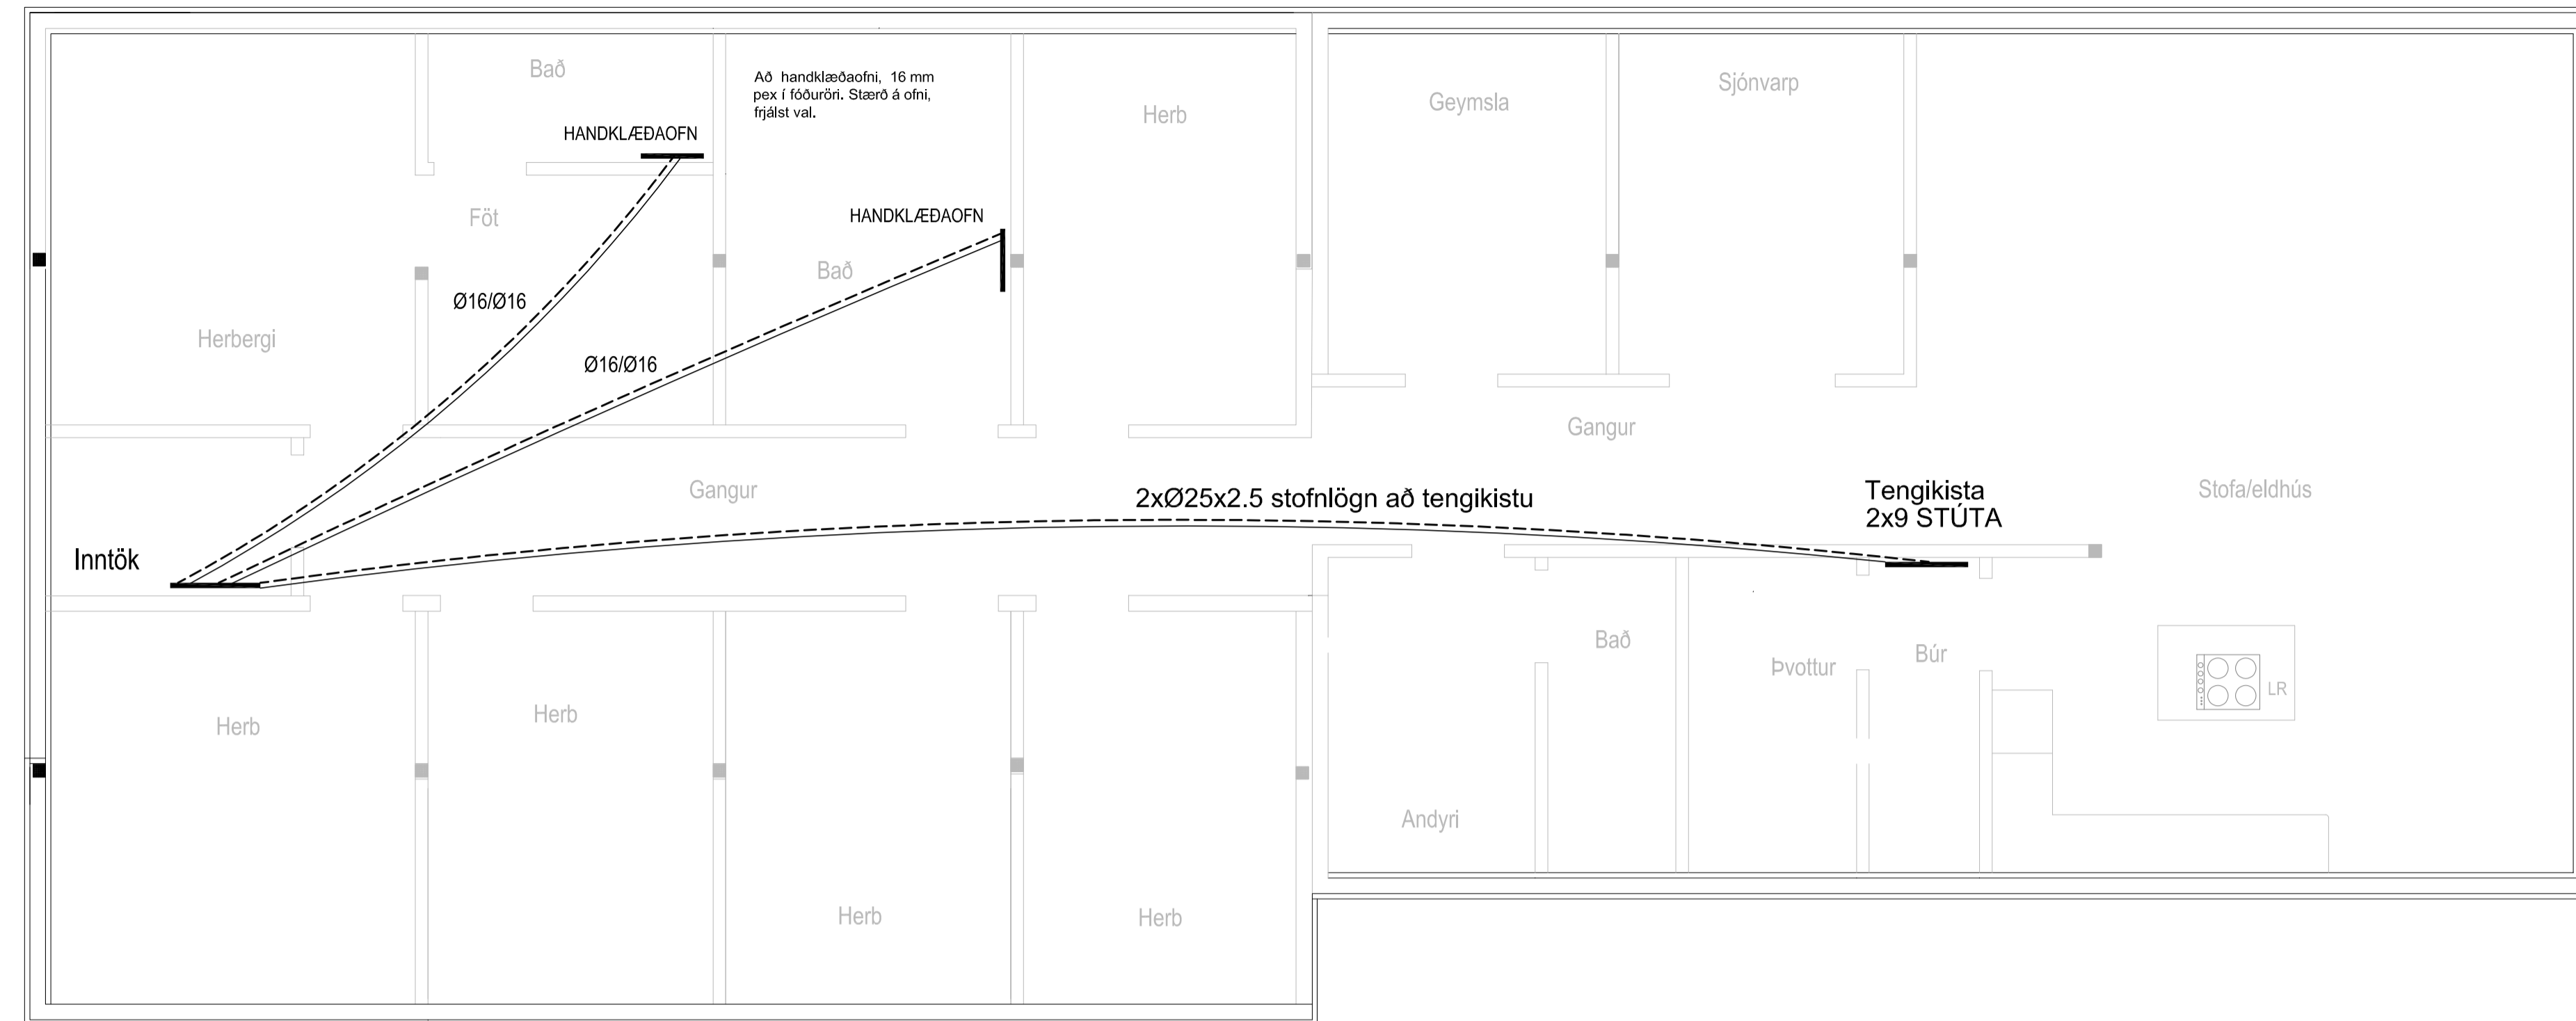 Bað
Að handklæðaofni, 16 mm
pex í fóðuröri. Stærð á ofni,
frjálst val.
HANDKLÆÐAOFN
Herb
Geymsla
Sjónvarp
Föt
HANDKLÆÐAOFN
Bað
Ø16/Ø16
Herbergi
Ø16/Ø16
Gangur
Gangur
2xØ25x2.5 stofnlögn að tengikistu
Tengikista
2x9 STÚTA
Stofa/eldhús
Inntök
Bað
Þvottur
Búr
LR
Herb
Herb
Andyri
Herb
Herb